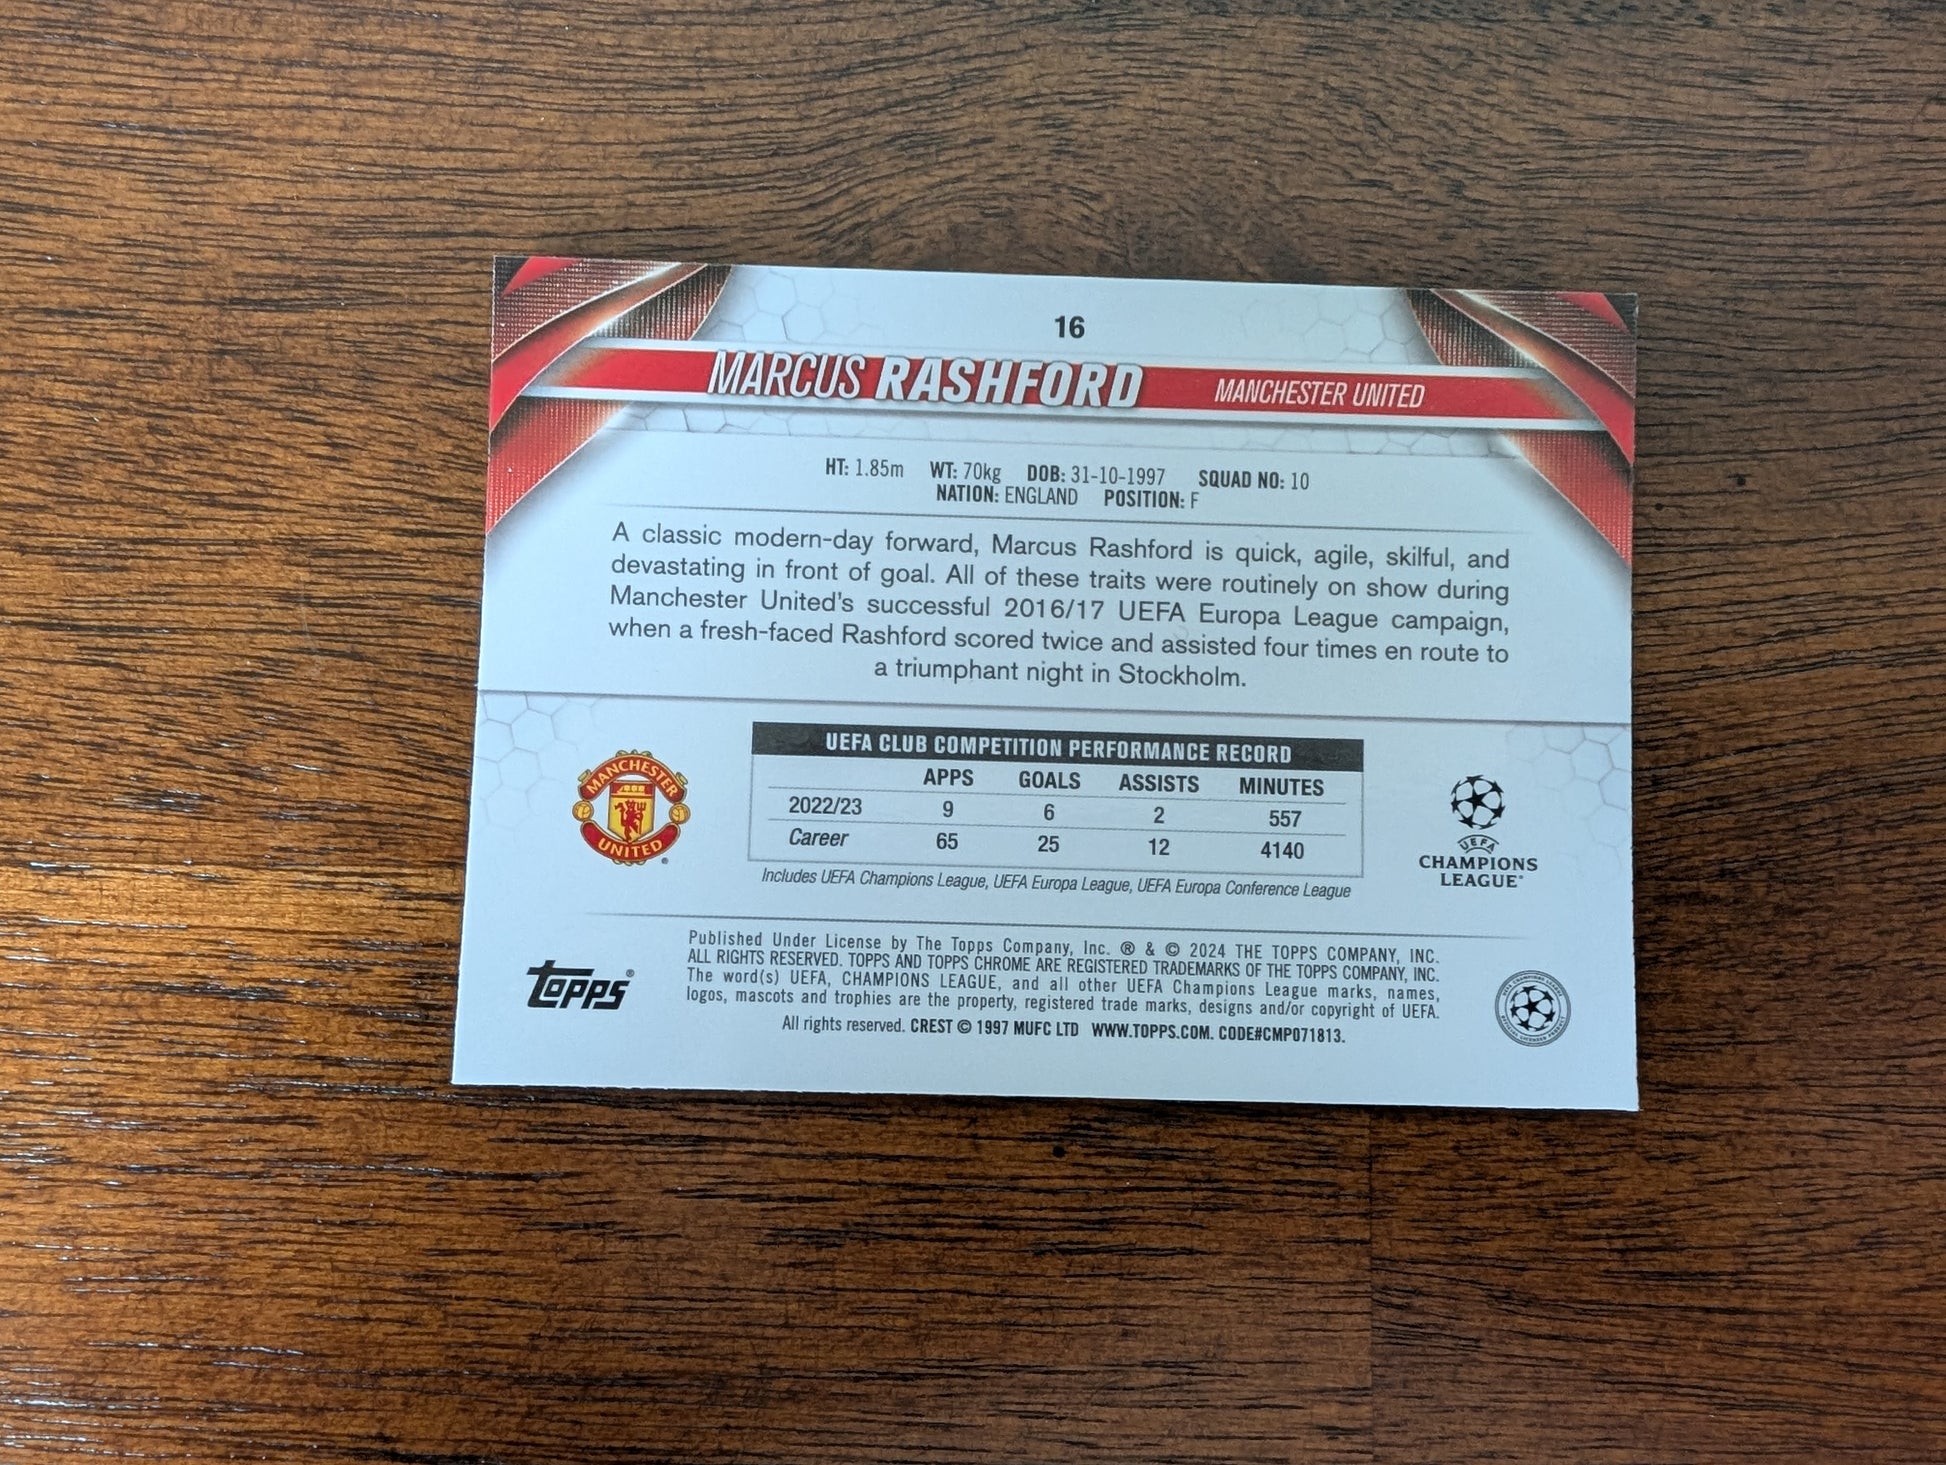 16
MARCUS RASHFORD MANCHESTER UNITED
HT: 1.85m WT: 70kg DOB: 31-10-1997 SQUAD NO: 10
NATION: ENGLAND POSITION: F
A classic modern-day forward, Marcus Rashford is quick, agile, skilful, and
devastating in front of goal. All of these traits were routinely on show during
Manchester United's successful 2016/17 UEFA Europa League campaign,
when a fresh-faced Rashford scored twice and assisted four times en route to
a triumphant night in Stockholm.
UEFA CLUB COMPETITION PERFORMANCE RECORD
APPS GOALS ASSISTS MINUTES
2022/23 9 6 2 557
Career 65 25 12 4140
Includes UEFA Champions League, UEFA Europa League, UEFA Europa Conference League
MANCHESTER
UNITED
®
UEFA
CHAMPIONS
LEAGUE®
topps®
Published Under License by The Topps Company, Inc. ® & © 2024 THE TOPPS COMPANY, INC.
ALL RIGHTS RESERVED. TOPPS AND TOPPS CHROME ARE REGISTERED TRADEMARKS OF THE TOPPS COMPANY, INC.
The word(s) UEFA, CHAMPIONS LEAGUE, and all other UEFA Champions League marks, names,
logos, mascots and trophies are the property, registered trade marks, designs and/or copyright of UEFA.
All rights reserved. CREST © 1997 MUFC LTD WWW.TOPPS.COM. CODE#CMP071813.
UEFA CHAMPIONS LEAGUE
OFFICIAL LICENSED PRODUCT